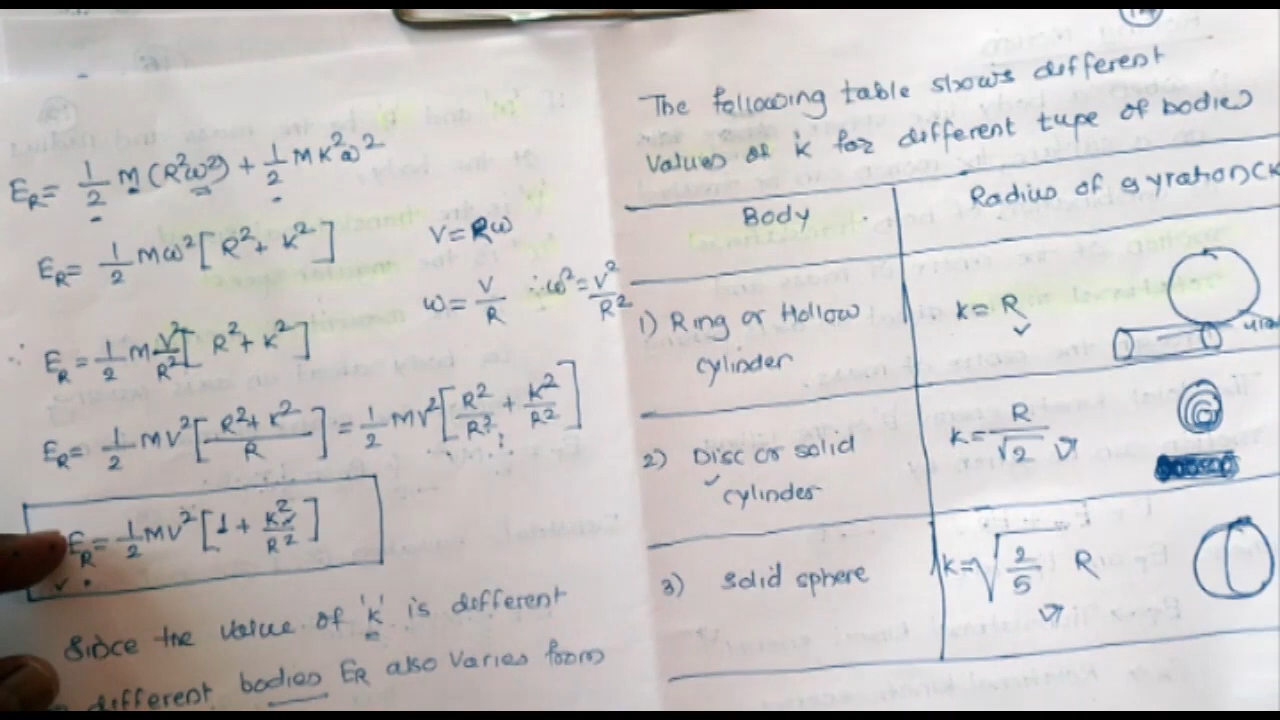 E_R = 1/2 M (R²ω²) + 1/2 MK²ω²
E_R = 1/2 Mω² [R² + K²]
V = Rω
ω = V/R ∴ω² = V²/R²
∴ E_R = 1/2 M V²/R² [R² + K²]
E_R = 1/2 MV² [R² + K²/R] = 1/2 MV² [R²/R² + K²/R²]
E_R = 1/2 MV² [1 + K²/R²]
Since the value of 'k' is different
different bodies E_R also varies from
The following table shows different
values of k for different type of bodies
Body Radius of gyration (K
1) Ring or Hollow
cylinder
k = R
2) Disc or solid
cylinder
k = R/√2
3) Solid sphere
k = √2/5 R